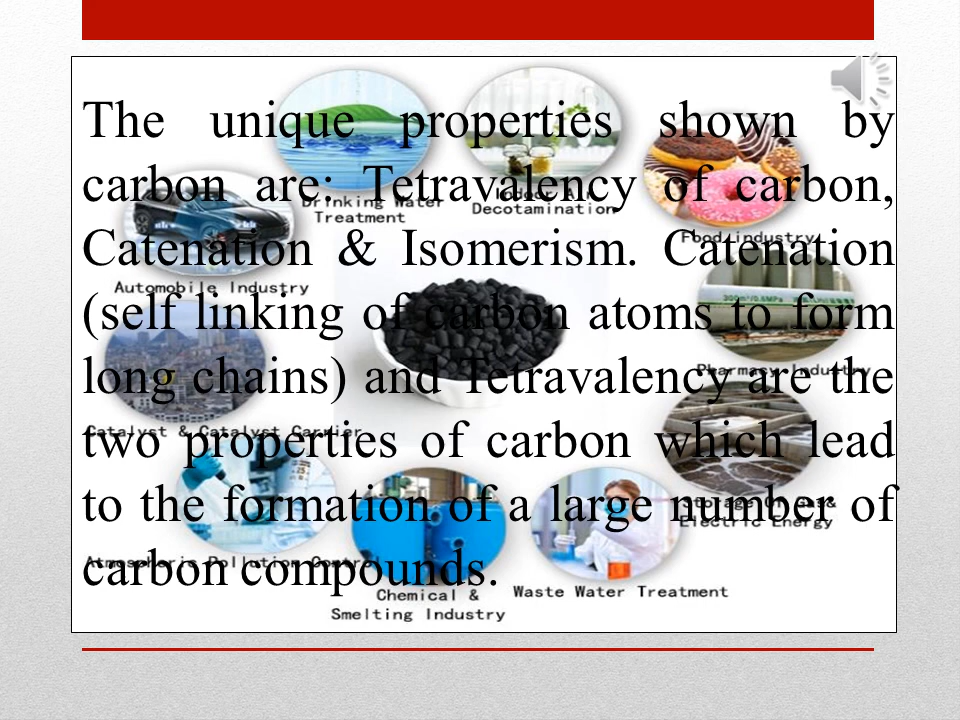 The unique properties shown by
carbon are: Tetravalency of carbon,
Catenation & Isomerism. Catenation
(self linking of carbon atoms to form
long chains) and Tetravalency are the
two properties of carbon which lead
to the formation of a large number of
carbon compounds.
Drinking Water
Treatment
Decotamination
Food industry
Automobile Industry
300m³/0.6MPa
Pharmacy Industry
Catalyst & Catalyst Carrier
Electric Energy
Atmospheric Pollution Control
Chemical &
Smelting Industry
Waste Water Treatment